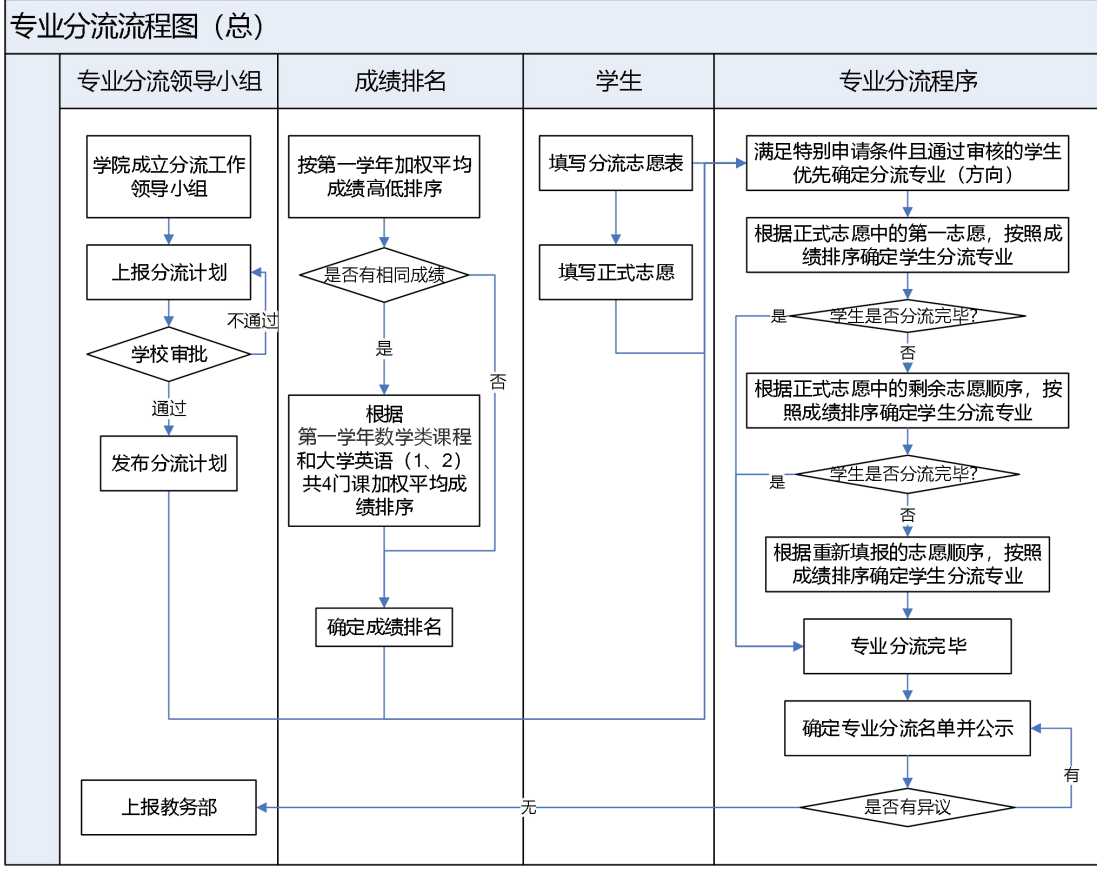 专业分流流程图（总）
专业分流领导小组
成绩排名
学生
专业分流程序
学院成立分流工作
领导小组
上报分流计划
不通过
学校审批
通过
发布分流计划
上报教务部
按第一学年加权平均
成绩高低排序
是否有相同成绩
是
否
根据
第一学年数学类课程
和大学英语（1、2）
共4门课加权平均成
绩排序
确定成绩排名
填写分流志愿表
填写正式志愿
满足特别申请条件且通过审核的学生
优先确定分流专业（方向）
根据正式志愿中的第一志愿，按照成
绩排序确定学生分流专业
学生是否分流完毕?
是
否
根据正式志愿中的剩余志愿顺序，按
照成绩排序确定学生分流专业
学生是否分流完毕?
是
否
根据重新填报的志愿顺序，按照
成绩排序确定学生分流专业
专业分流完毕
确定专业分流名单并公示
有
是否有异议
无